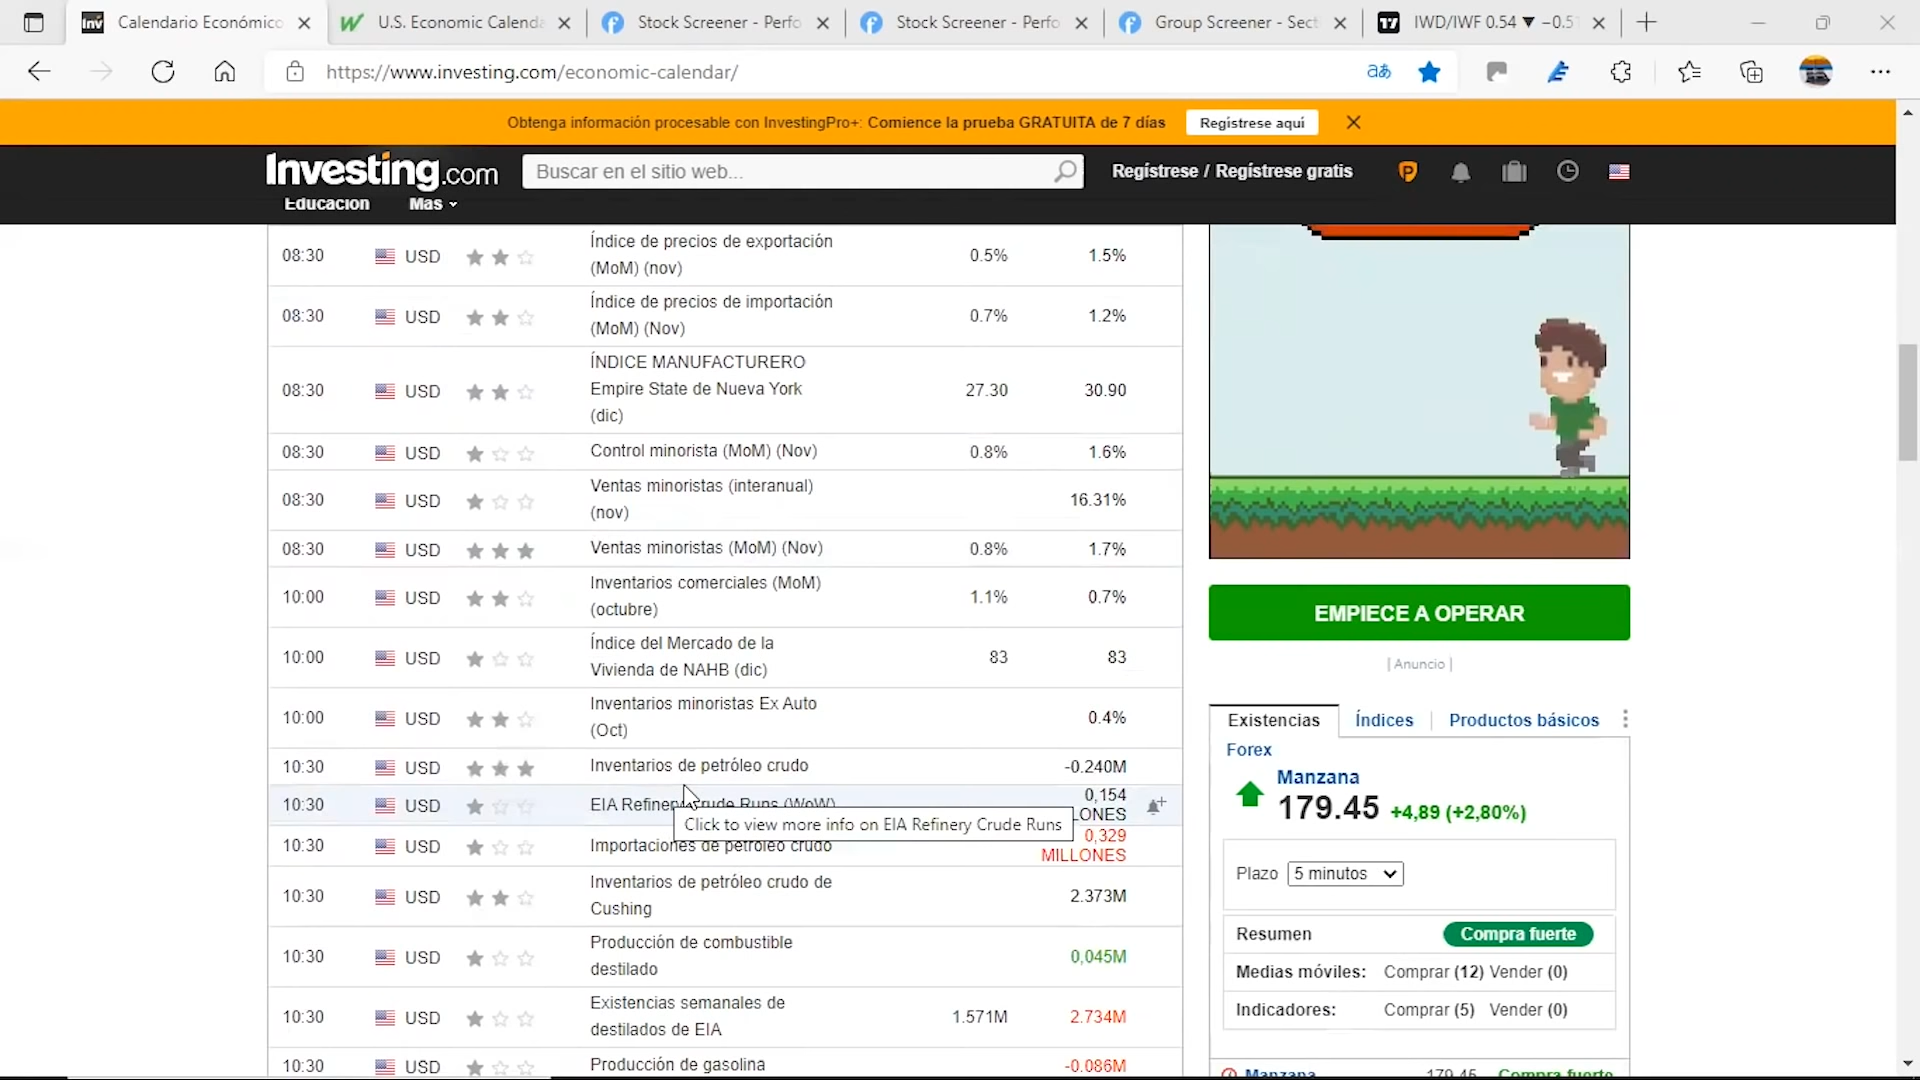 Calendario Económico
U.S. Economic Calenda
Stock Screener - Perfo
Stock Screener - Perfo
Group Screener - Sect
IWD/IWF 0.54 ▼ −0.5
https://www.investing.com/economic-calendar/
Obtenga información procesable con InvestingPro+: Comience la prueba GRATUITA de 7 días
Regístrese aquí
Investing.com
Buscar en el sitio web...
Regístrese / Regístrese gratis
Educación Más
08:30 USD Índice de precios de exportación 0.5% 1.5%
(MoM) (nov)
08:30 USD Índice de precios de importación 0.7% 1.2%
(MoM) (Nov)
ÍNDICE MANUFACTURERO
08:30 USD Empire State de Nueva York 27.30 30.90
(dic)
08:30 USD Control minorista (MoM) (Nov) 0.8% 1.6%
08:30 USD Ventas minoristas (interanual) 16.31%
(nov)
08:30 USD Ventas minoristas (MoM) (Nov) 0.8% 1.7%
10:00 USD Inventarios comerciales (MoM) 1.1% 0.7%
(octubre)
10:00 USD Índice del Mercado de la 83 83
Vivienda de NAHB (dic)
10:00 USD Inventarios minoristas Ex Auto 0.4%
(Oct)
10:30 USD Inventarios de petróleo crudo -0.240M
10:30 USD EIA Refinery Crude Runs (WoW) 0,154
LONES
Click to view more info on EIA Refinery Crude Runs
10:30 USD Importaciones de petróleo crudo 0,329
MILLONES
10:30 USD Inventarios de petróleo crudo de 2.373M
Cushing
10:30 USD Producción de combustible 0,045M
destilado
10:30 USD Existencias semanales de 1.571M 2.734M
destilados de EIA
10:30 USD Producción de gasolina -0.086M
EMPIECE A OPERAR
| Anuncio |
Existencias Índices Productos básicos
Forex
Manzana
179.45 +4,89 (+2,80%)
Plazo 5 minutos
Resumen Compra fuerte
Medias móviles: Comprar (12) Vender (0)
Indicadores: Comprar (5) Vender (0)
Manzana 179.45 Compra fuerte